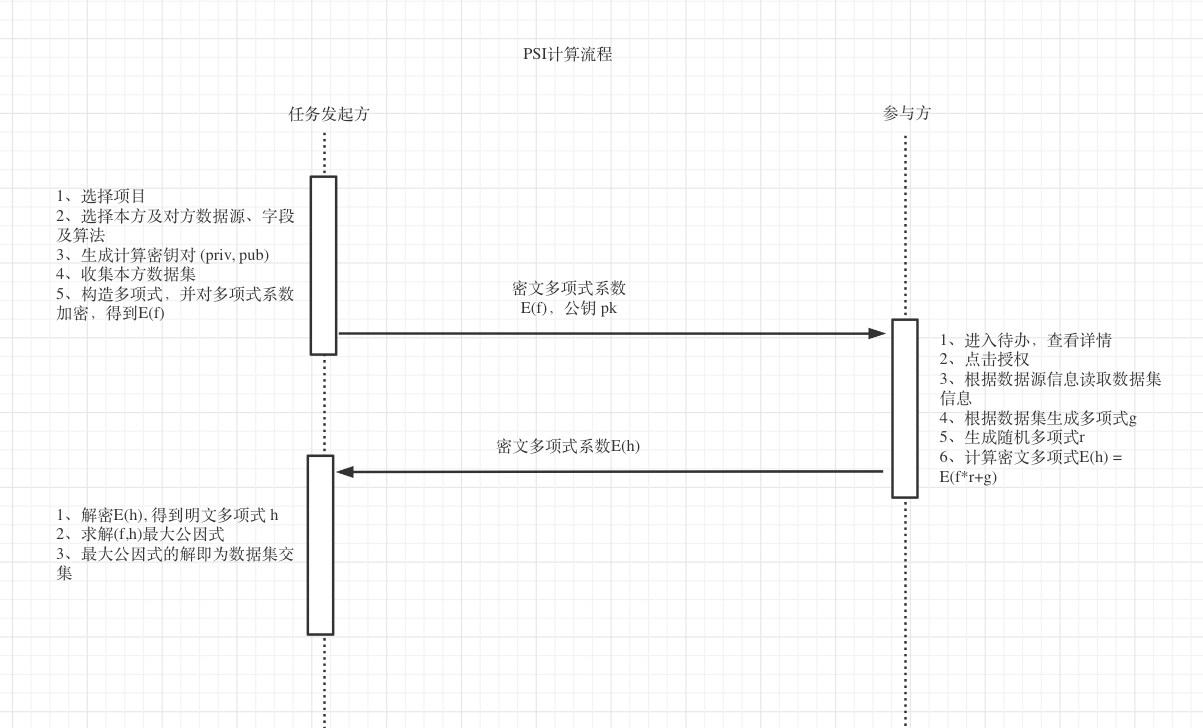 PSI计算流程
任务发起方
参与方
1、选择项目
2、选择本方及对方数据源、字段
及算法
3、生成计算密钥对 (priv, pub)
4、收集本方数据集
5、构造多项式，并对多项式系数
加密，得到E(f)
密文多项式系数
E(f)，公钥 pk
1、进入待办，查看详情
2、点击授权
3、根据数据源信息读取数据集
信息
4、根据数据集生成多项式g
5、生成随机多项式r
6、计算密文多项式E(h) =
E(f*r+g)
密文多项式系数E(h)
1、解密E(h), 得到明文多项式 h
2、求解(f,h)最大公因式
3、最大公因式的解即为数据集交
集